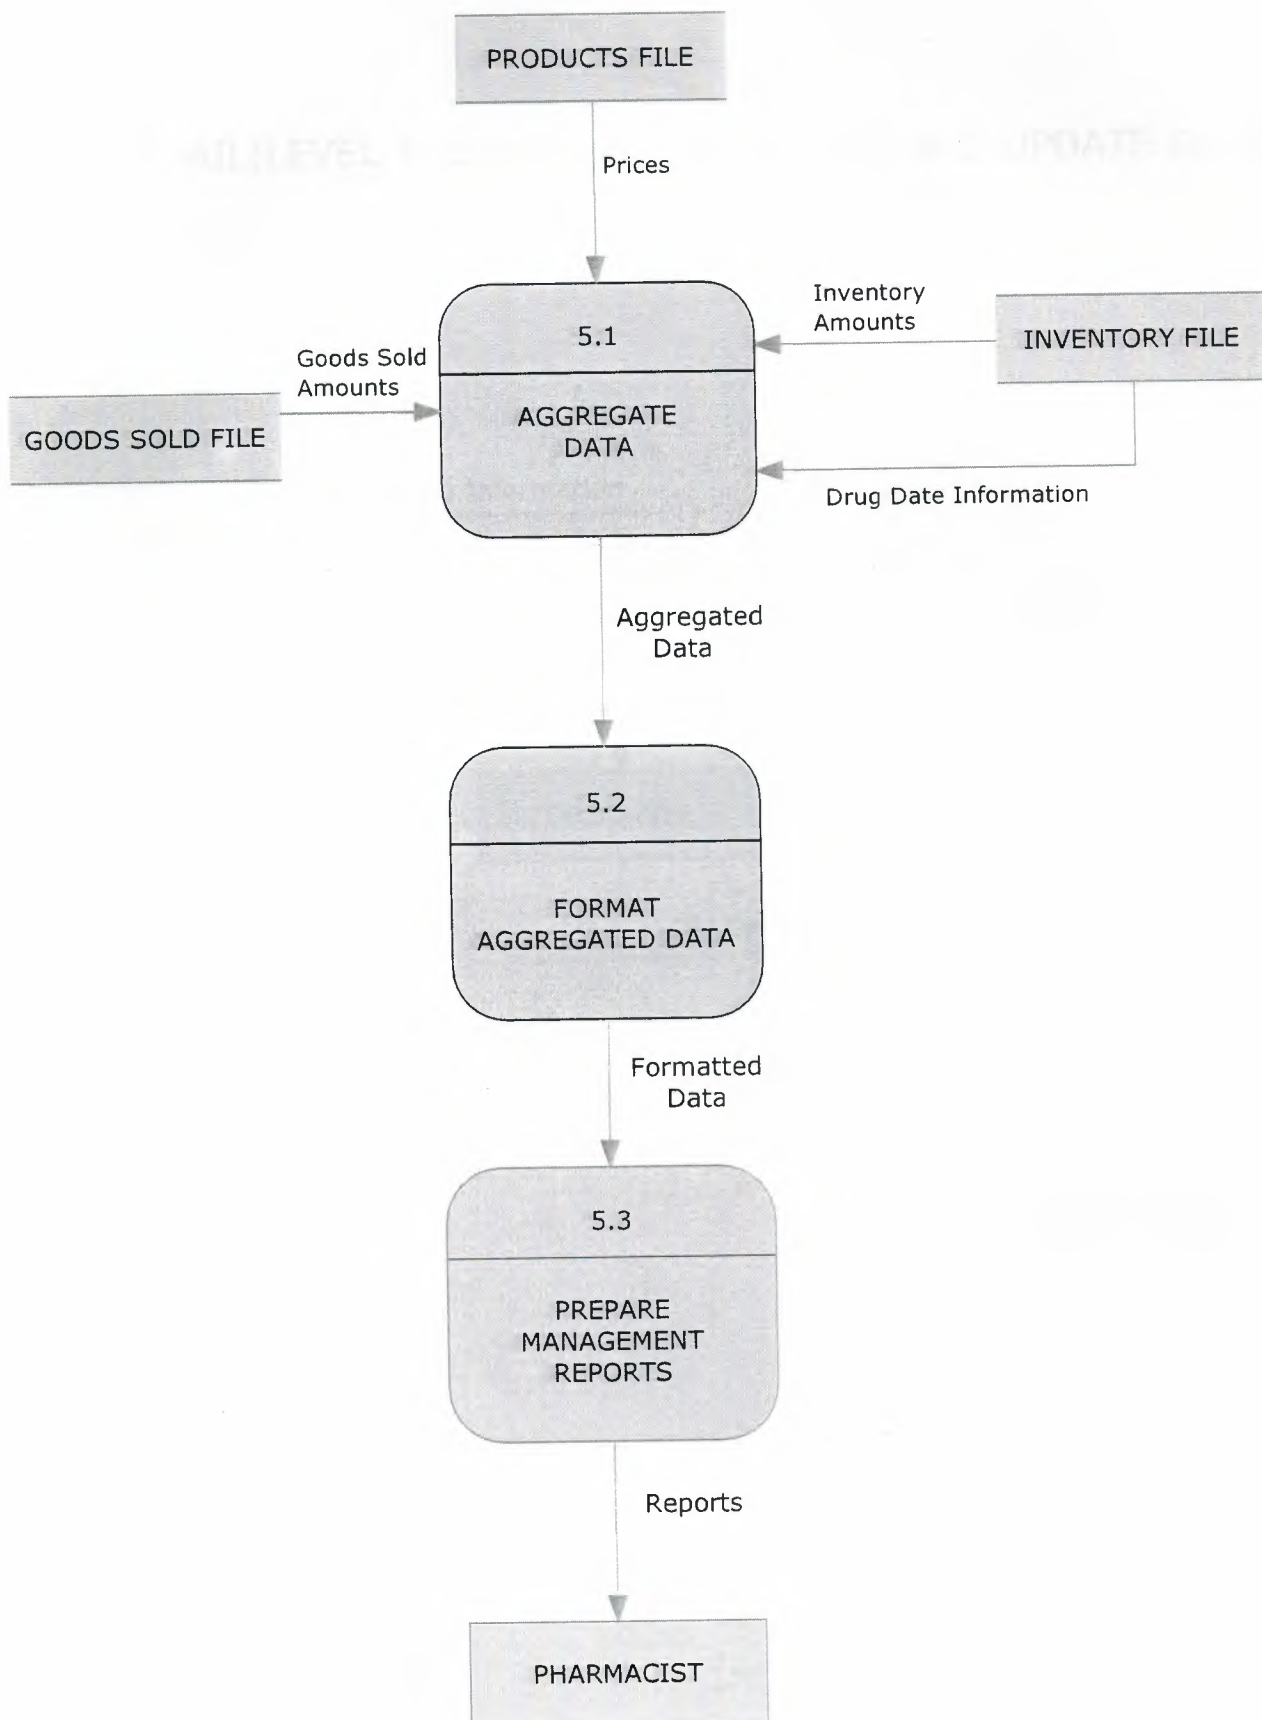 PRODUCTS FILE
Prices
5.1
AGGREGATE
DATA
Inventory
Amounts
INVENTORY FILE
Goods Sold
Amounts
GOODS SOLD FILE
Drug Date Information
Aggregated
Data
5.2
FORMAT
AGGREGATED DATA
Formatted
Data
5.3
PREPARE
MANAGEMENT
REPORTS
Reports
PHARMACIST